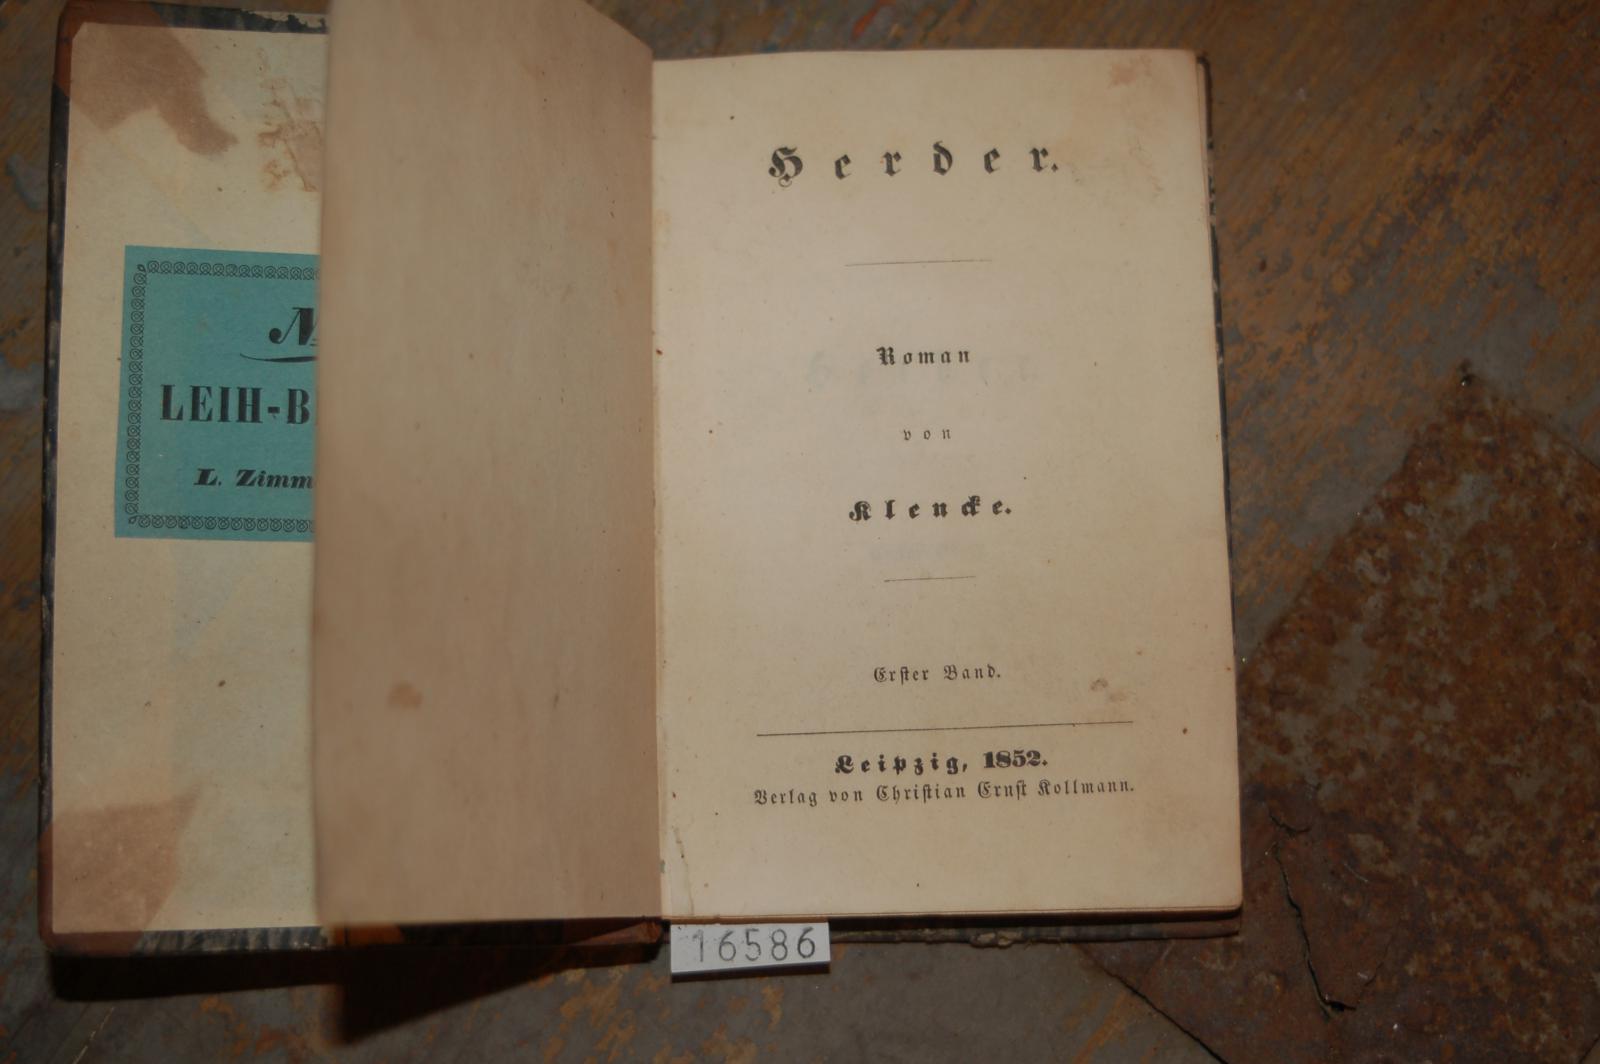 N
LEIH-B
L. Zimm
Herder.
Roman
von
Klencke.
Erster Band.
Leipzig, 1852.
Verlag von Christian Ernst Kollmann.
16586